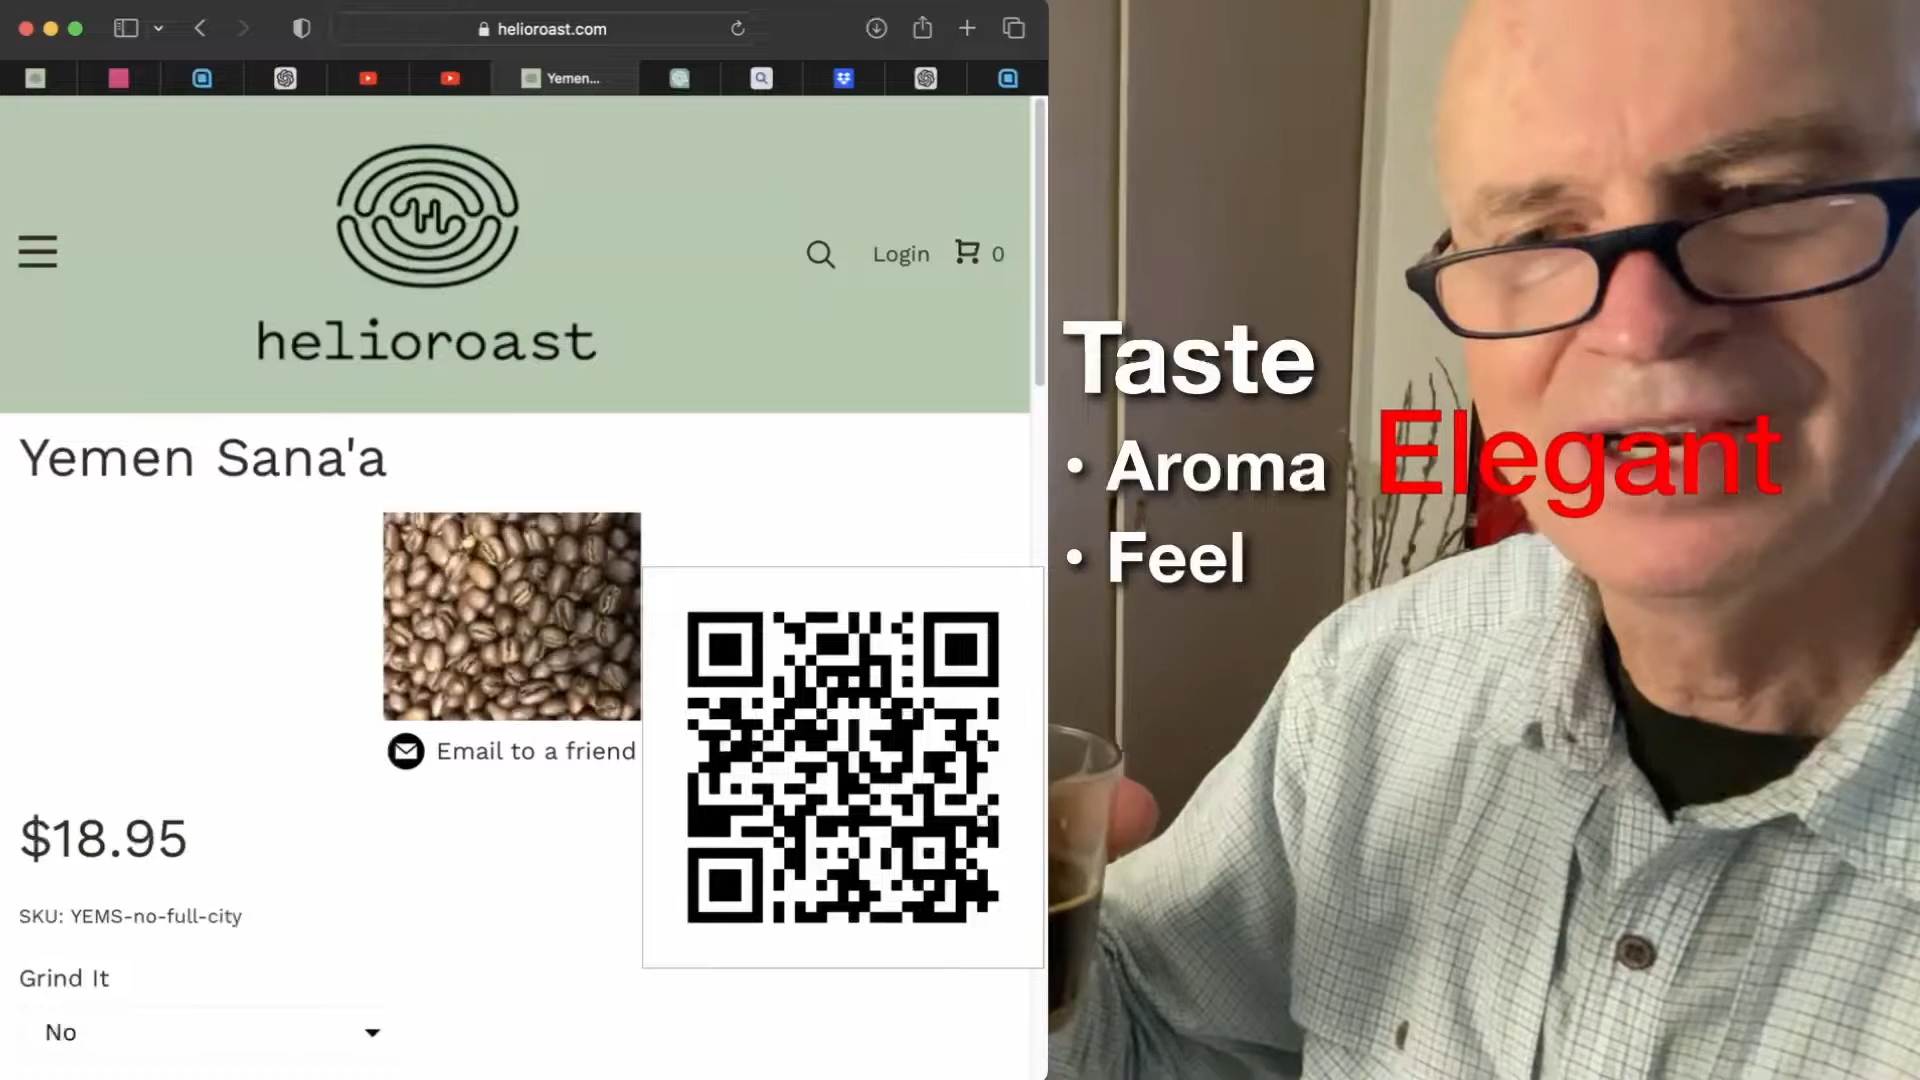 helioroast.com
Yemen...
Login
0
helioroast
Yemen Sana'a
Email to a friend
$18.95
SKU: YEMS-no-full-city
Grind It
No
Taste
• Aroma
Elegant
• Feel